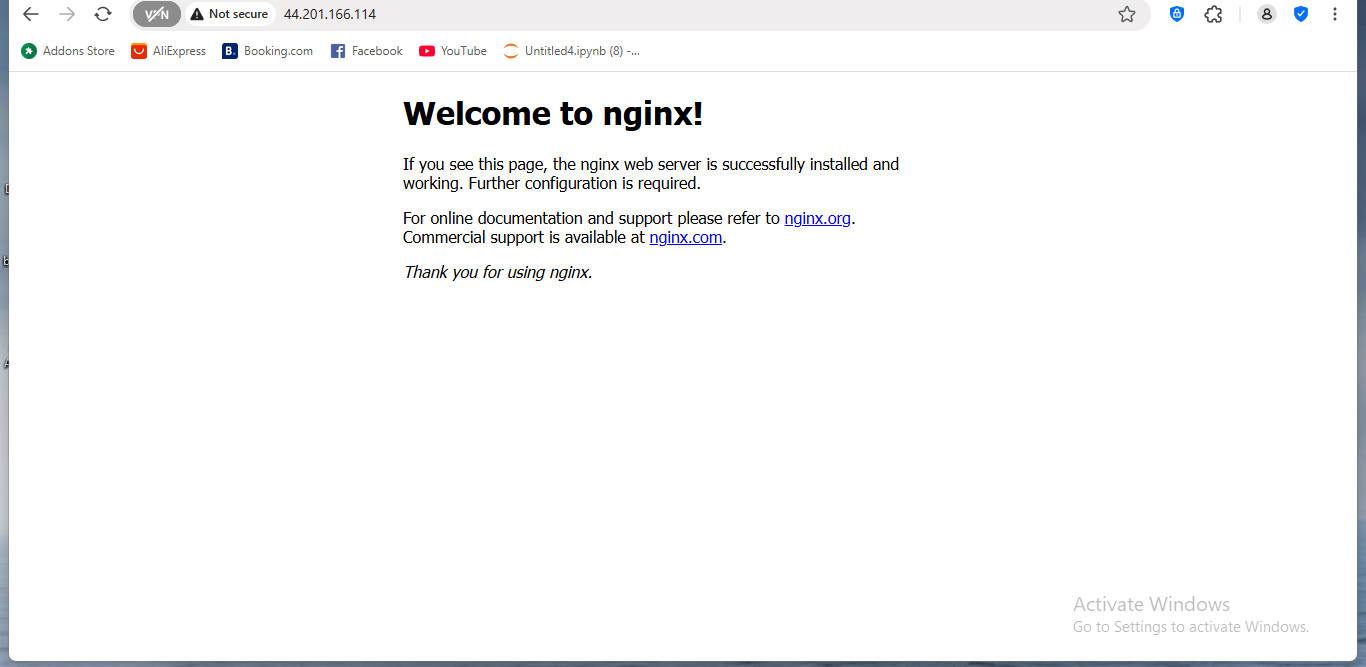 VPN Not secure 44.201.166.114
Addons Store AliExpress B. Booking.com Facebook YouTube Untitled4.ipynb (8) -...
Welcome to nginx!
If you see this page, the nginx web server is successfully installed and
working. Further configuration is required.
For online documentation and support please refer to nginx.org.
Commercial support is available at nginx.com.
Thank you for using nginx.
Activate Windows
Go to Settings to activate Windows.